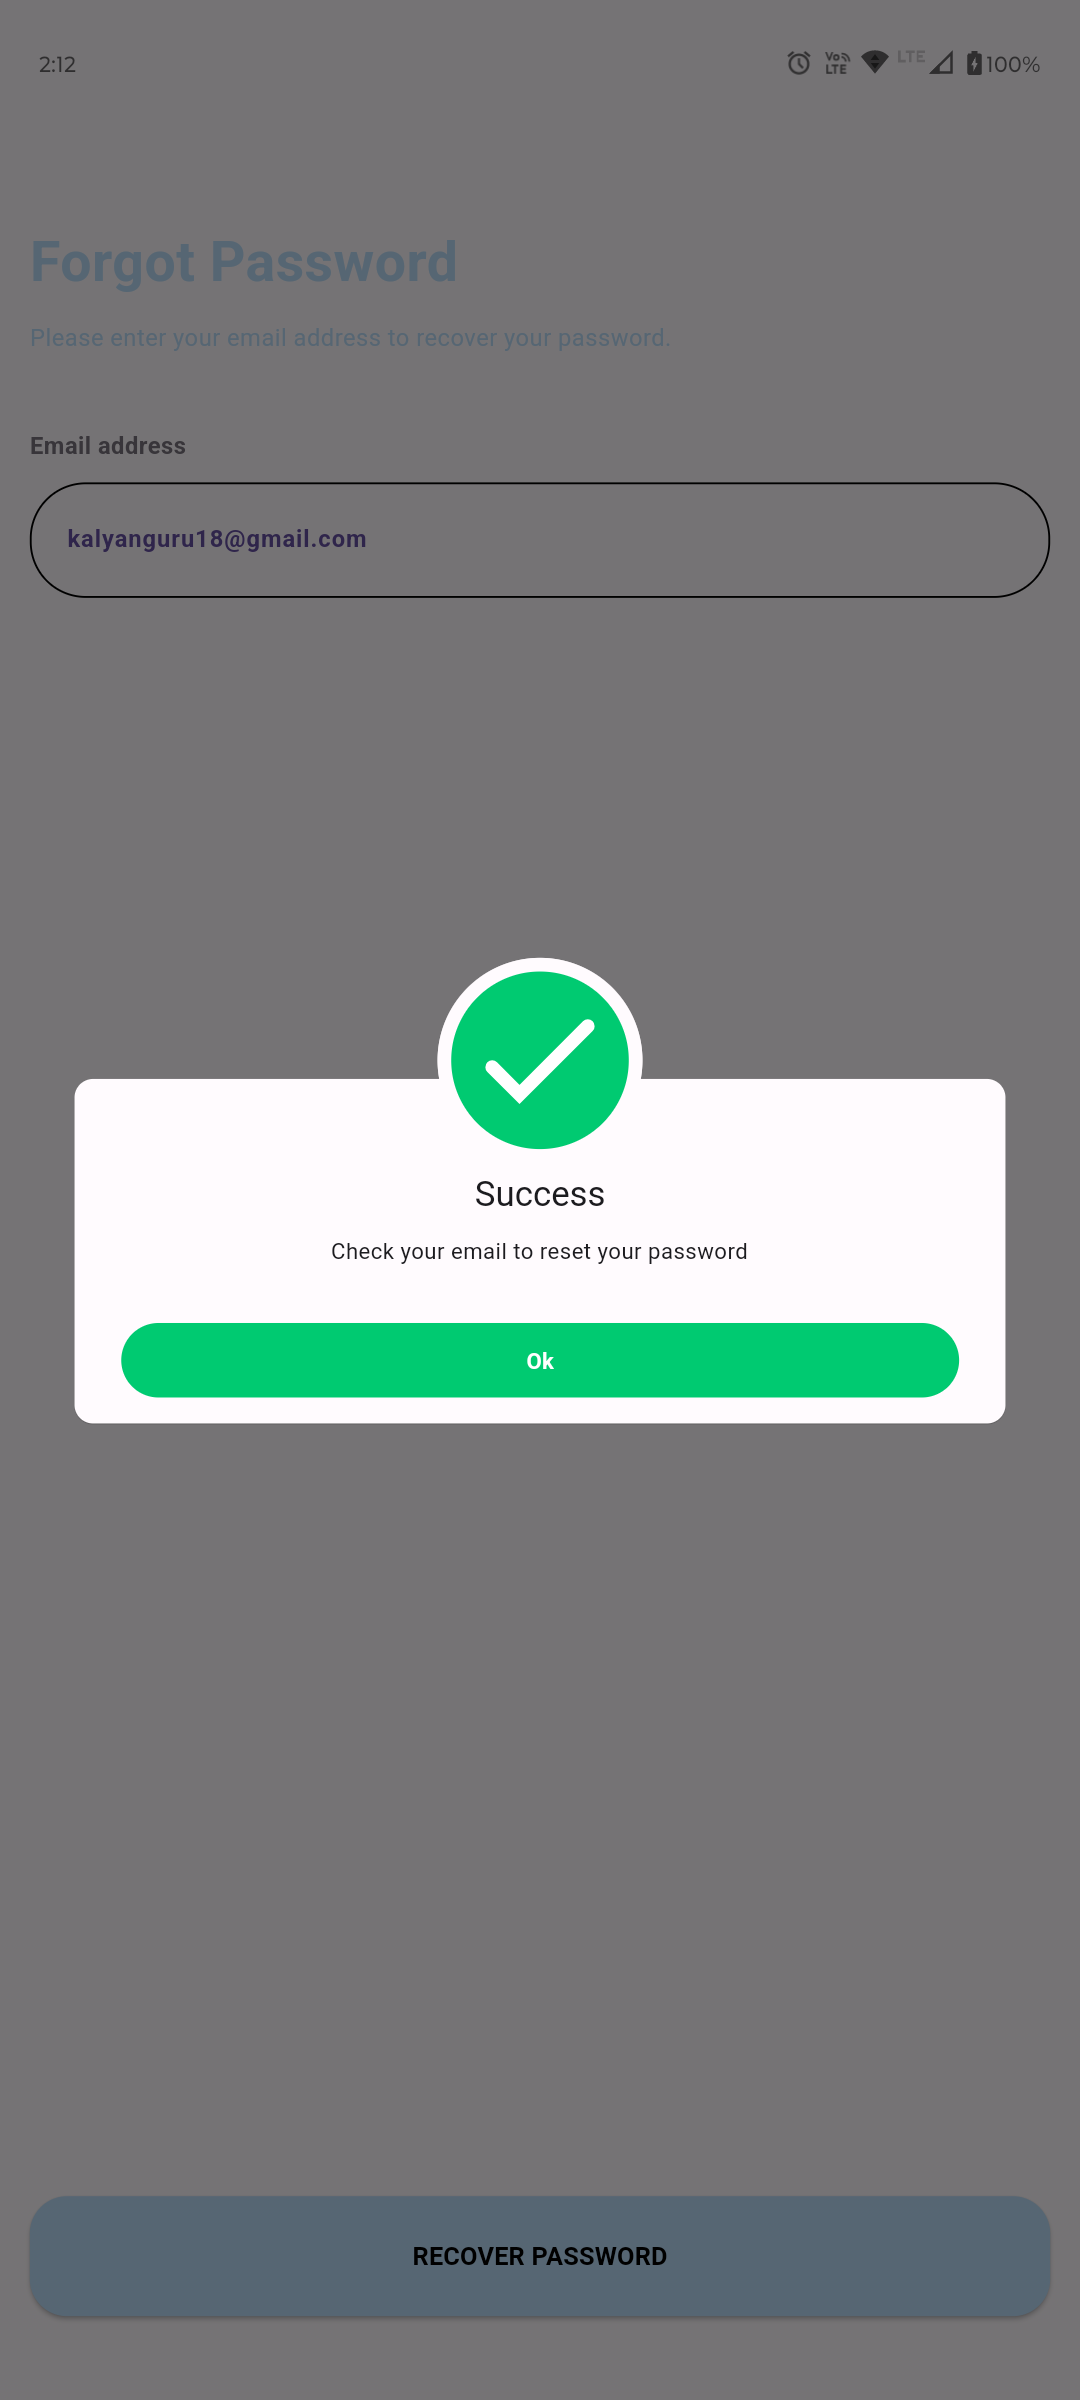 2:12
Vo LTE LTE 100%
Forgot Password
Please enter your email address to recover your password.
Email address
kalyanguru18@gmail.com
Success
Check your email to reset your password
Ok
RECOVER PASSWORD